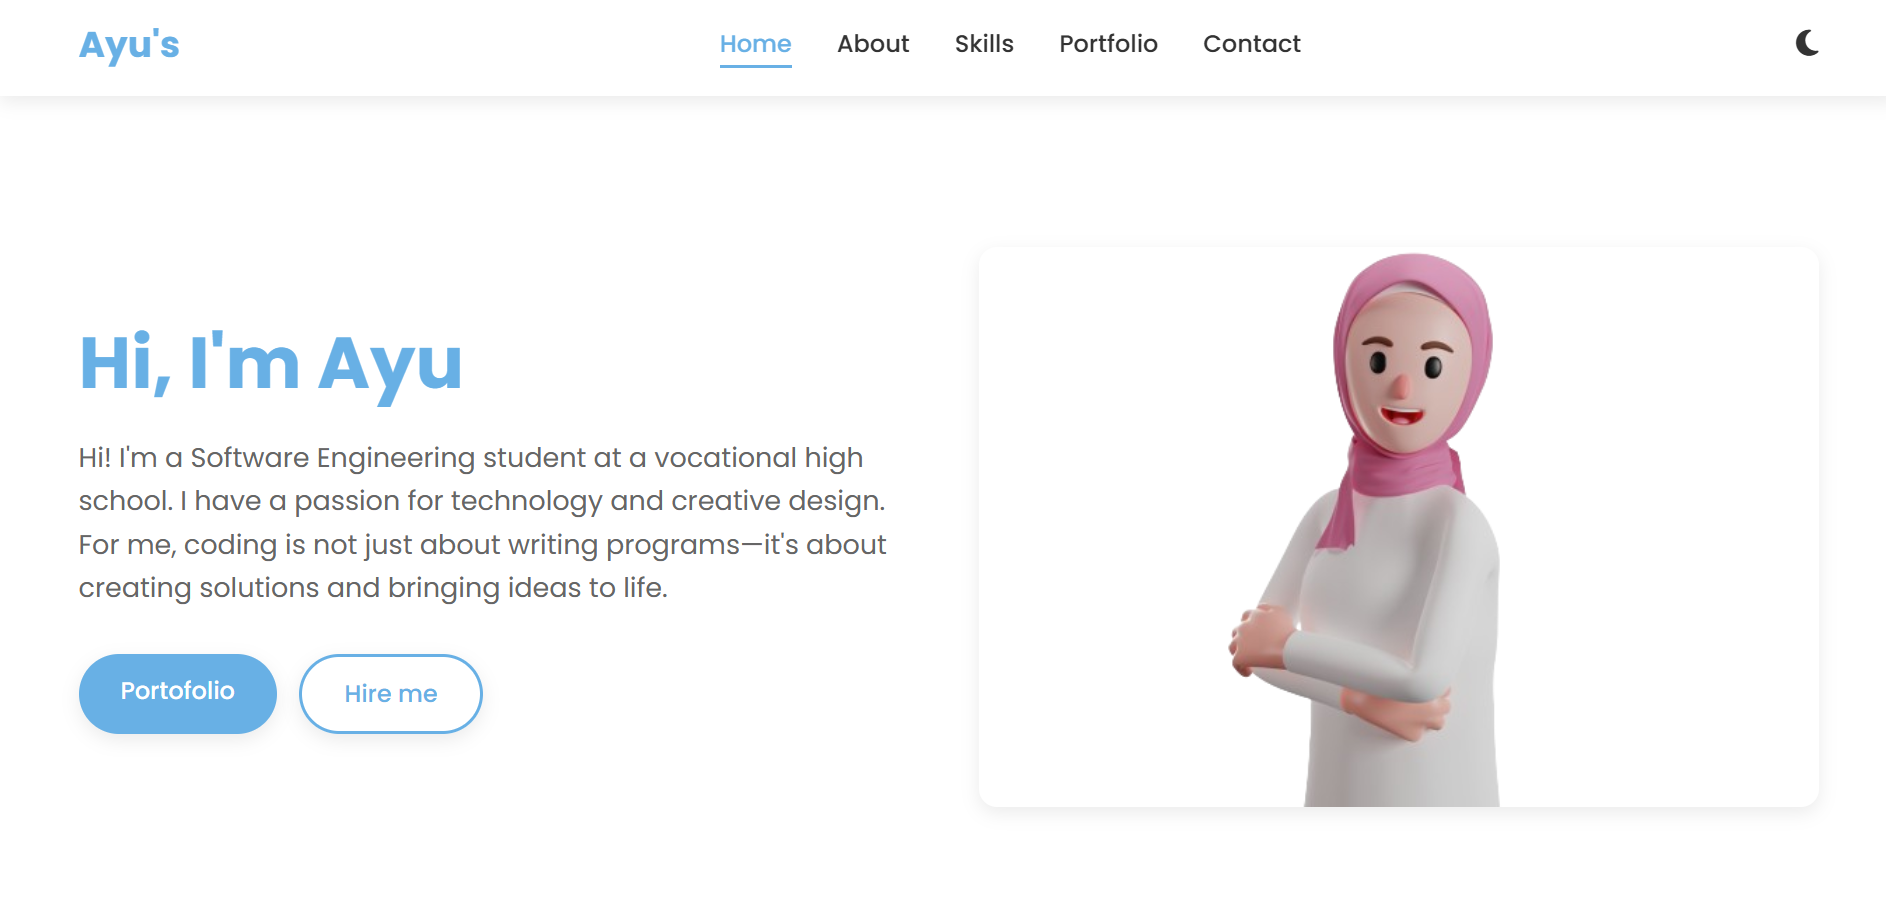 Ayu's
Home About Skills Portfolio Contact
Hi, I'm Ayu
Hi! I'm a Software Engineering student at a vocational high
school. I have a passion for technology and creative design.
For me, coding is not just about writing programs—it's about
creating solutions and bringing ideas to life.
Portofolio Hire me